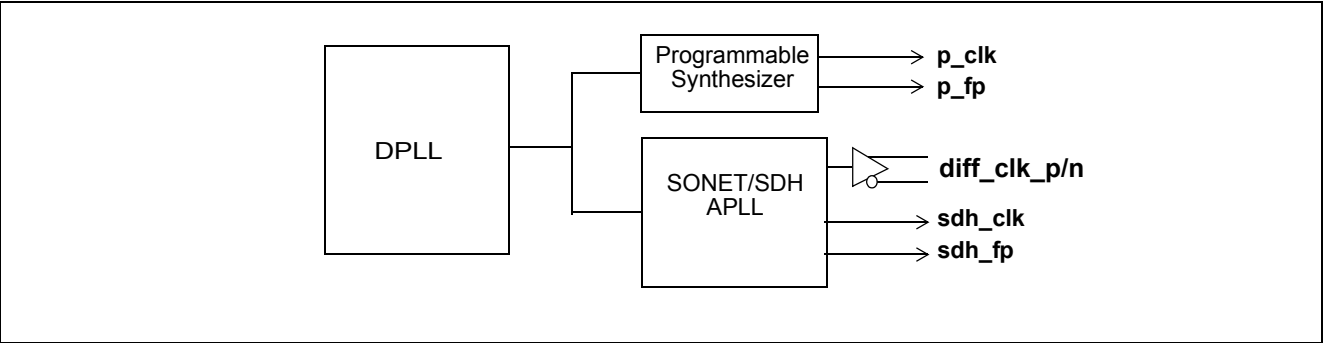 DPLL
Programmable
Synthesizer
p_clk
p_fp
SONET/SDH
APLL
diff_clk_p/n
sdh_clk
sdh_fp